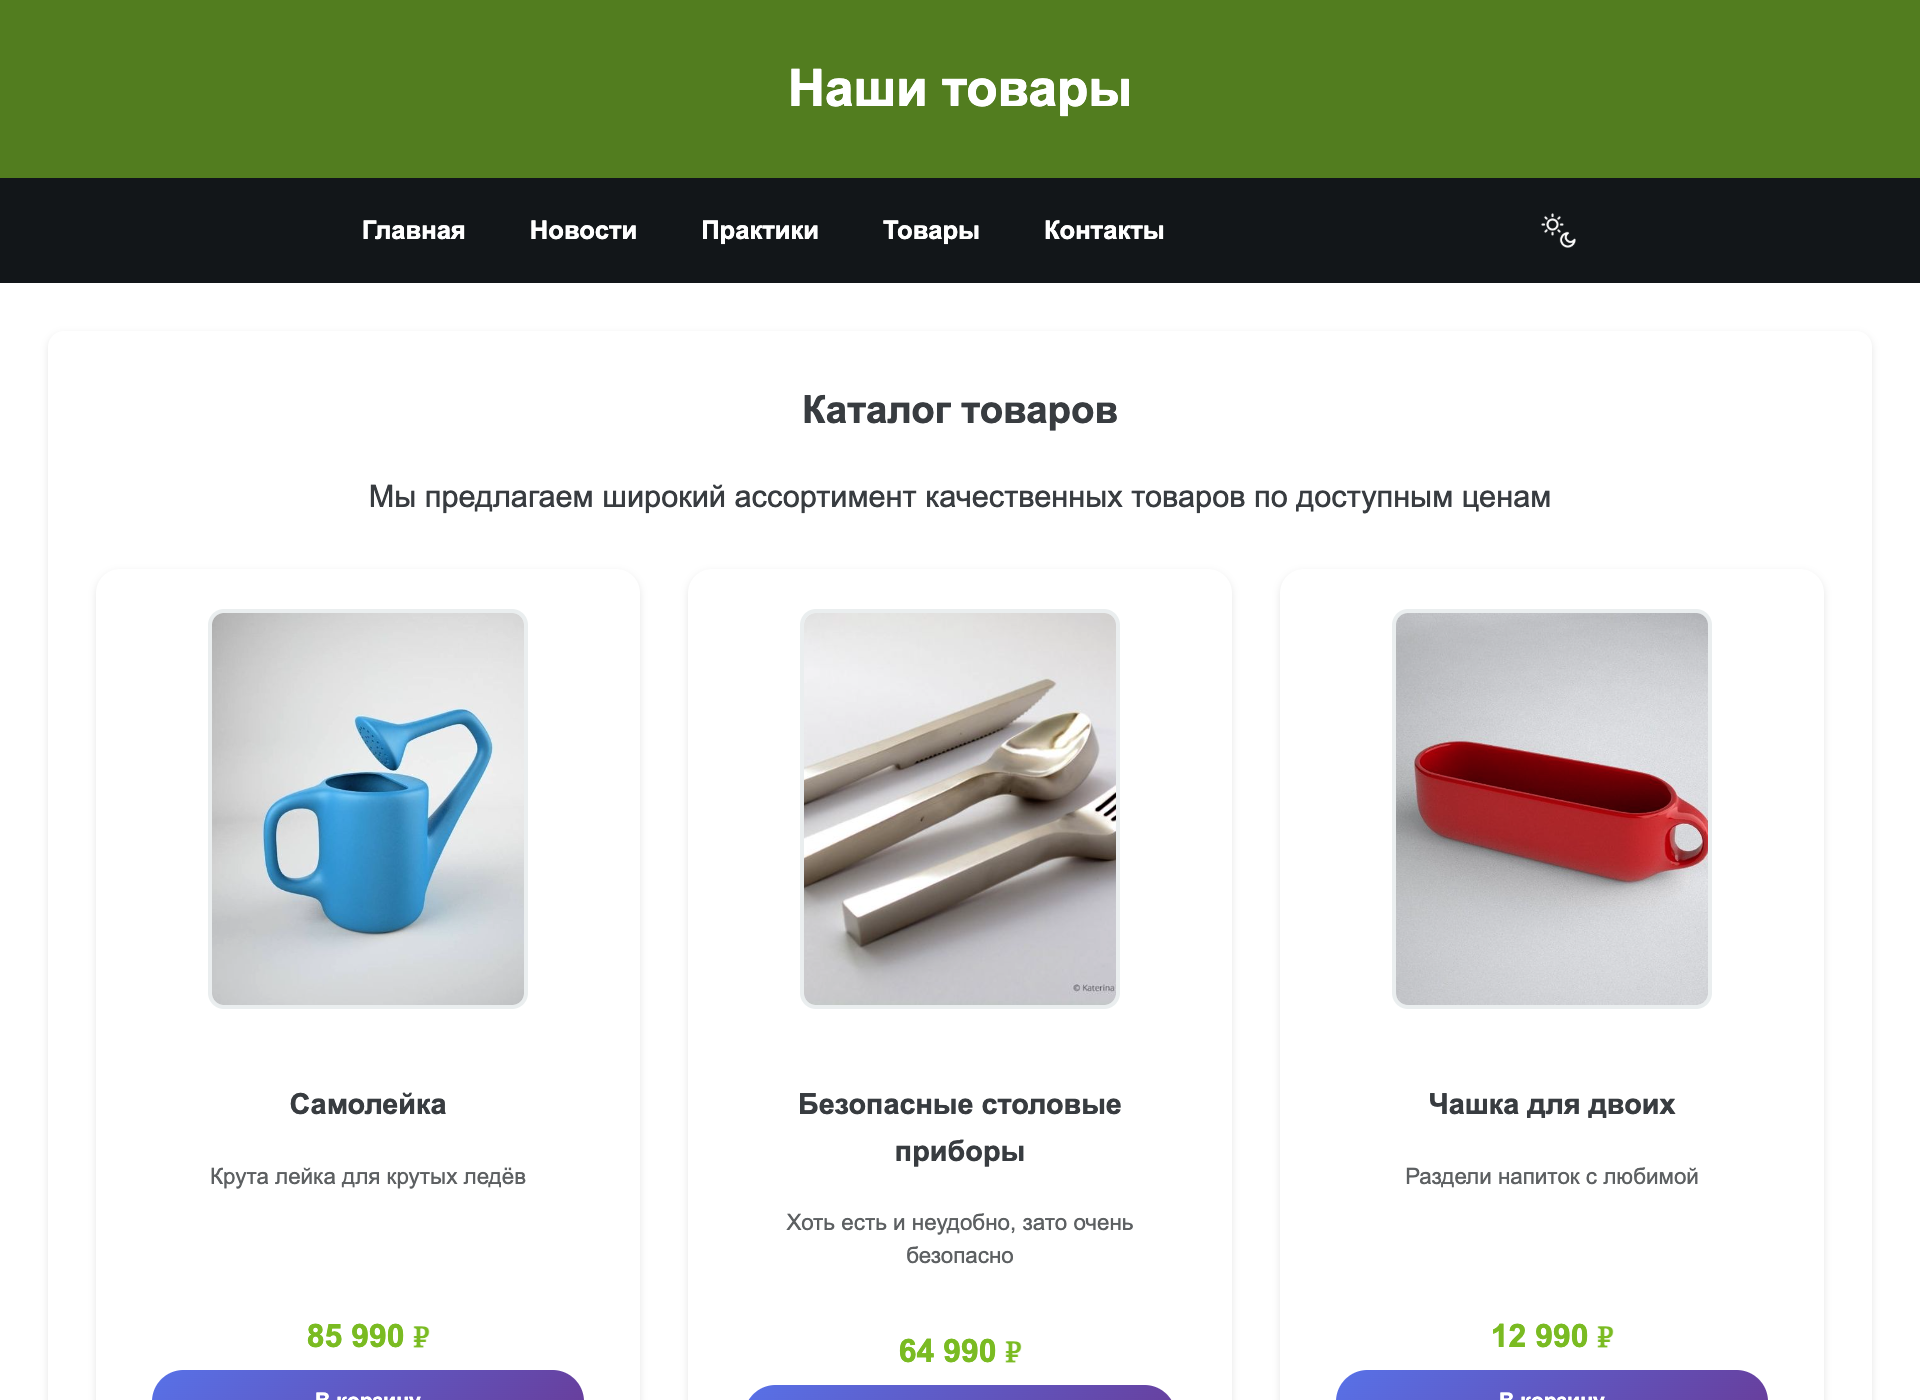 Наши товары
Главная
Новости
Практики
Товары
Контакты
Каталог товаров
Мы предлагаем широкий ассортимент качественных товаров по доступным ценам
© Katerina
Самолейка
Крута лейка для крутых ледёв
85 990 ₽
В корзину
Безопасные столовые
приборы
Хоть есть и неудобно, зато очень
безопасно
64 990 ₽
Чашка для двоих
Раздели напиток с любимой
12 990 ₽
В корзину